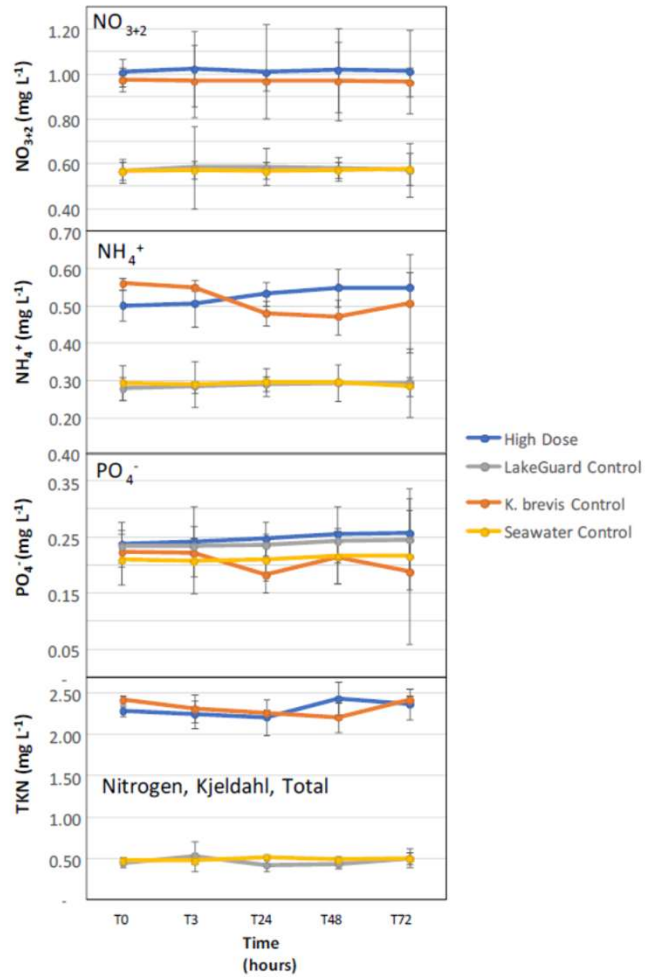 NO3+2
NO3+2 (mg L-1)
1.20
1.00
0.80
0.60
0.40
NH4+
NH4+ (mg L-1)
0.70
0.60
0.50
0.40
0.30
0.20
PO4-
PO4- (mg L-1)
0.40
0.35
0.25
0.15
0.05
-
TKN (mg L-1)
2.50
2.00
1.50
Nitrogen, Kjeldahl, Total
1.00
0.50
-
T0 T3 T24 T48 T72
Time
(hours)
High Dose
LakeGuard Control
K. brevis Control
Seawater Control